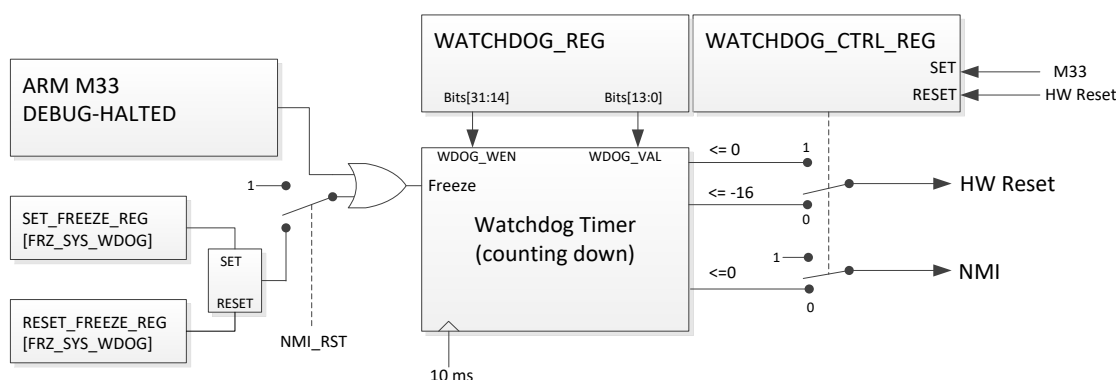 ARM M33
DEBUG-HALTED
1
SET_FREEZE_REG
[FRZ_SYS_WDOG]
SET
RESET
RESET_FREEZE_REG
[FRZ_SYS_WDOG]
NMI_RST
WATCHDOG_REG
Bits[31:14]
Bits[13:0]
WDOG_WEN
WDOG_VAL
Freeze
Watchdog Timer
(counting down)
10 ms
WATCHDOG_CTRL_REG
SET
RESET
M33
HW Reset
<= 0
1
<= -16
0
HW Reset
<=0
1
0
NMI